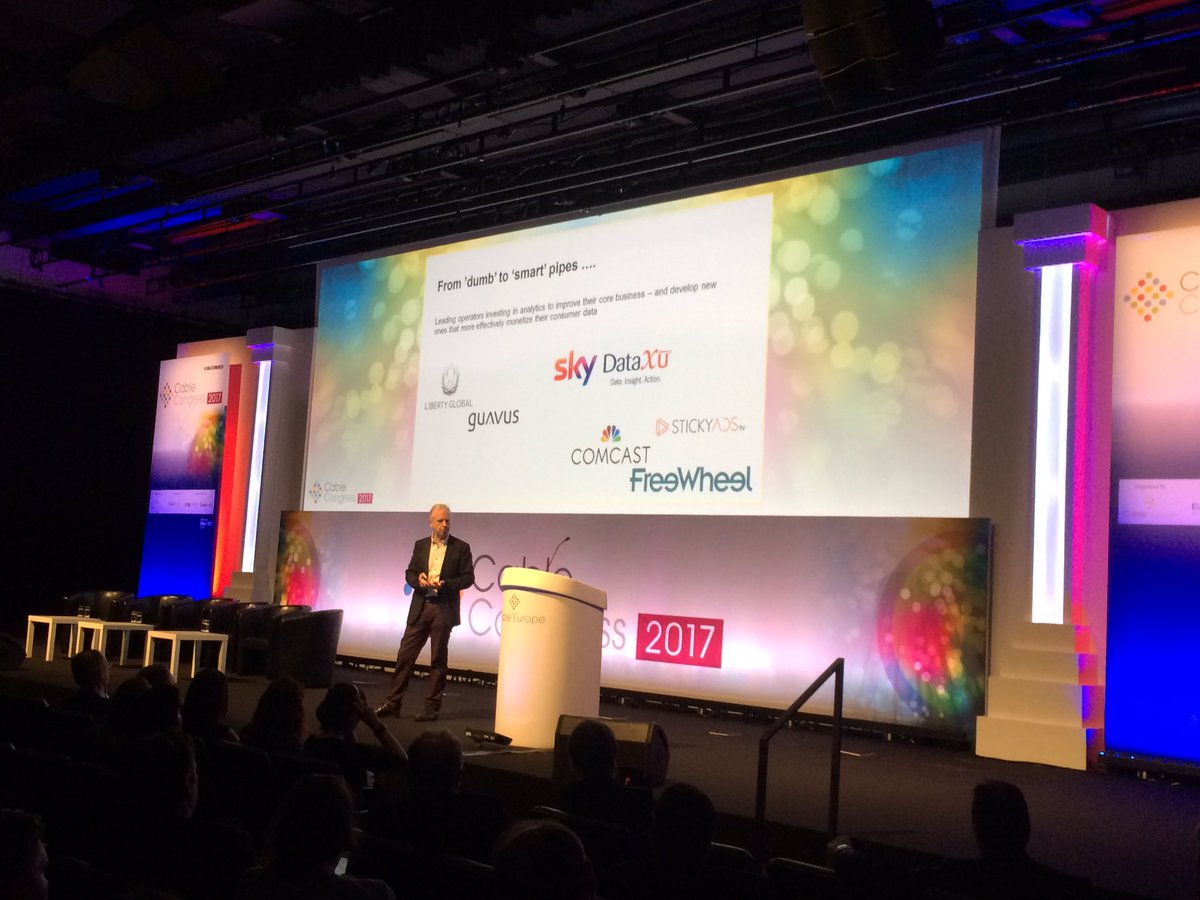 From 'dumb' to 'smart' pipes ....
Leading operators investing in analytics to improve their core business – and develop new
ones that more effectively monetize their consumer data
sky DataXu
Data. Insight. Action.
LIBERTY GLOBAL
guavus
STICKYADS TV
COMCAST
FreeWheel
Cable
Congress 2017
Cable
Congress 2017
Cable
2017
ble Europe